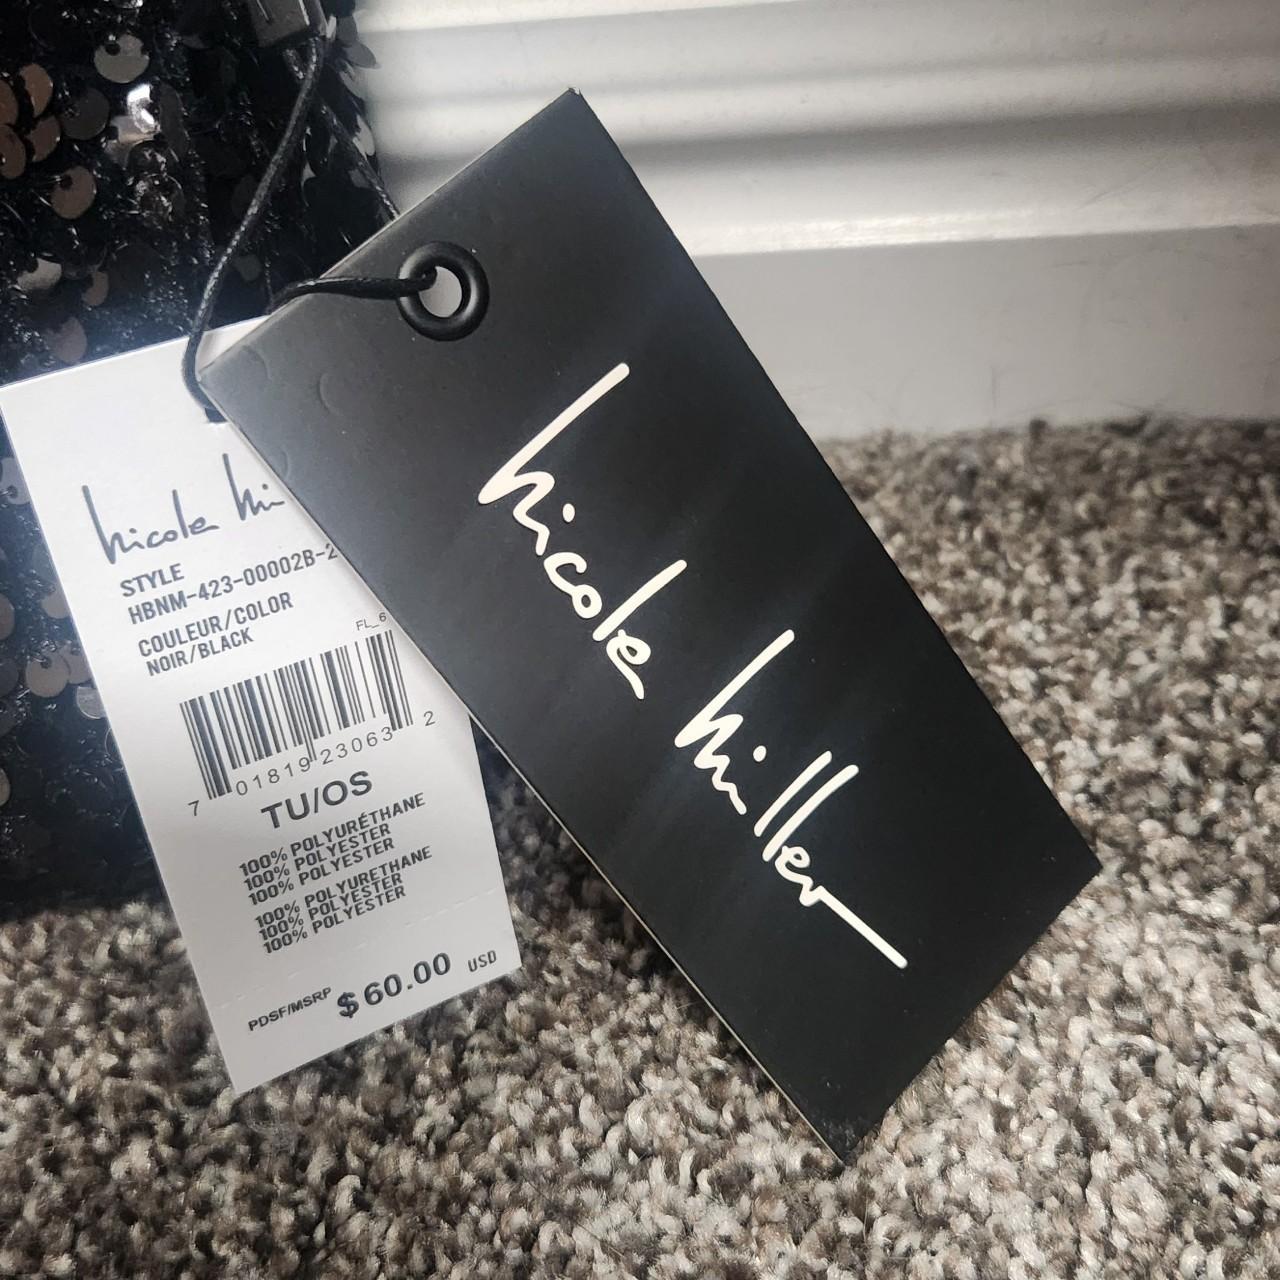 nicole mi
STYLE
HBNM-423-00002B-2
COULEUR/COLOR
NOIR/BLACK
FL_6
7 01819 23063 2
TU/OS
100% POLYURÉTHANE
100% POLYESTER
100% POLYESTER
100% POLYURETHANE
100% POLYESTER
100% POLYESTER
PDSF/MSRP $60.00 USD
nicole miller